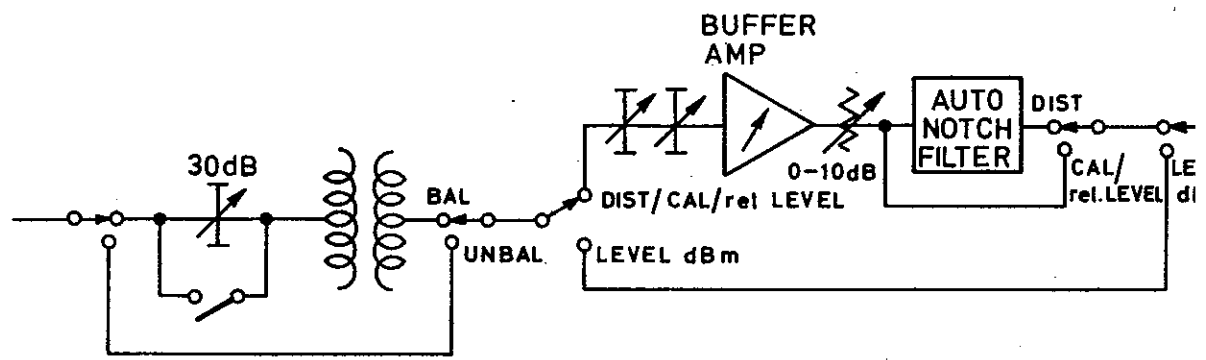 BUFFER
AMP
AUTO
NOTCH
FILTER
DIST
30dB
0-10dB
CAL/
rel.LEVEL
BAL
DIST/CAL/rel LEVEL
UNBAL
LEVEL dBm